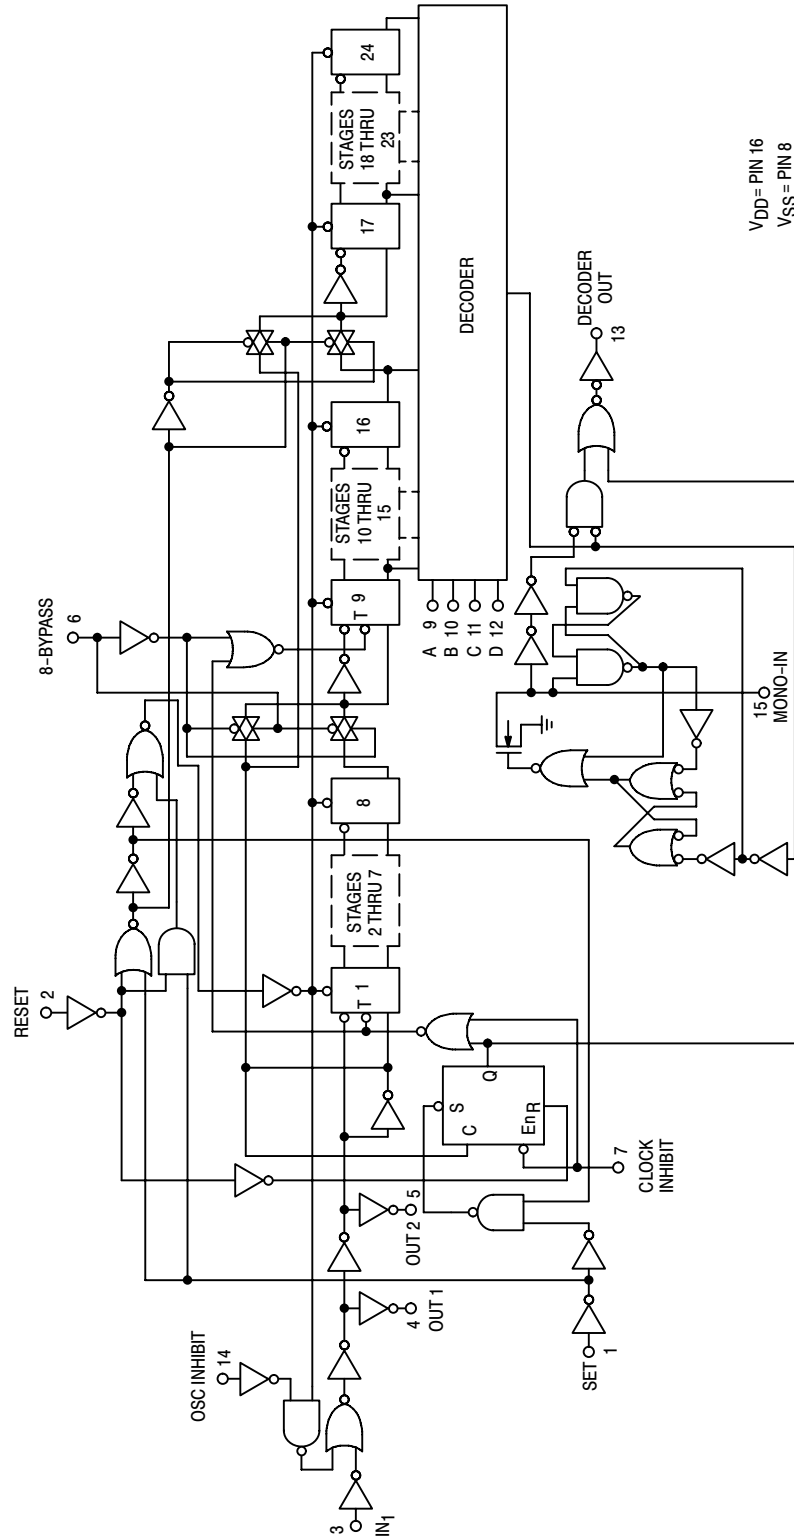 RESET
2
8-BYPASS
6
OSC INHIBIT
14
3
IN1
4
OUT 1
OUT 2
5
T 1
STAGES
2 THRU 7
8
T 9
STAGES
10 THRU
15
16
17
STAGES
18 THRU
23
24
A 9
B 10
C 11
D 12
DECODER
C
S
En
R
Q
SET
1
7
CLOCK
INHIBIT
15
MONO-IN
DECODER
OUT
13
VDD = PIN 16
VSS = PIN 8